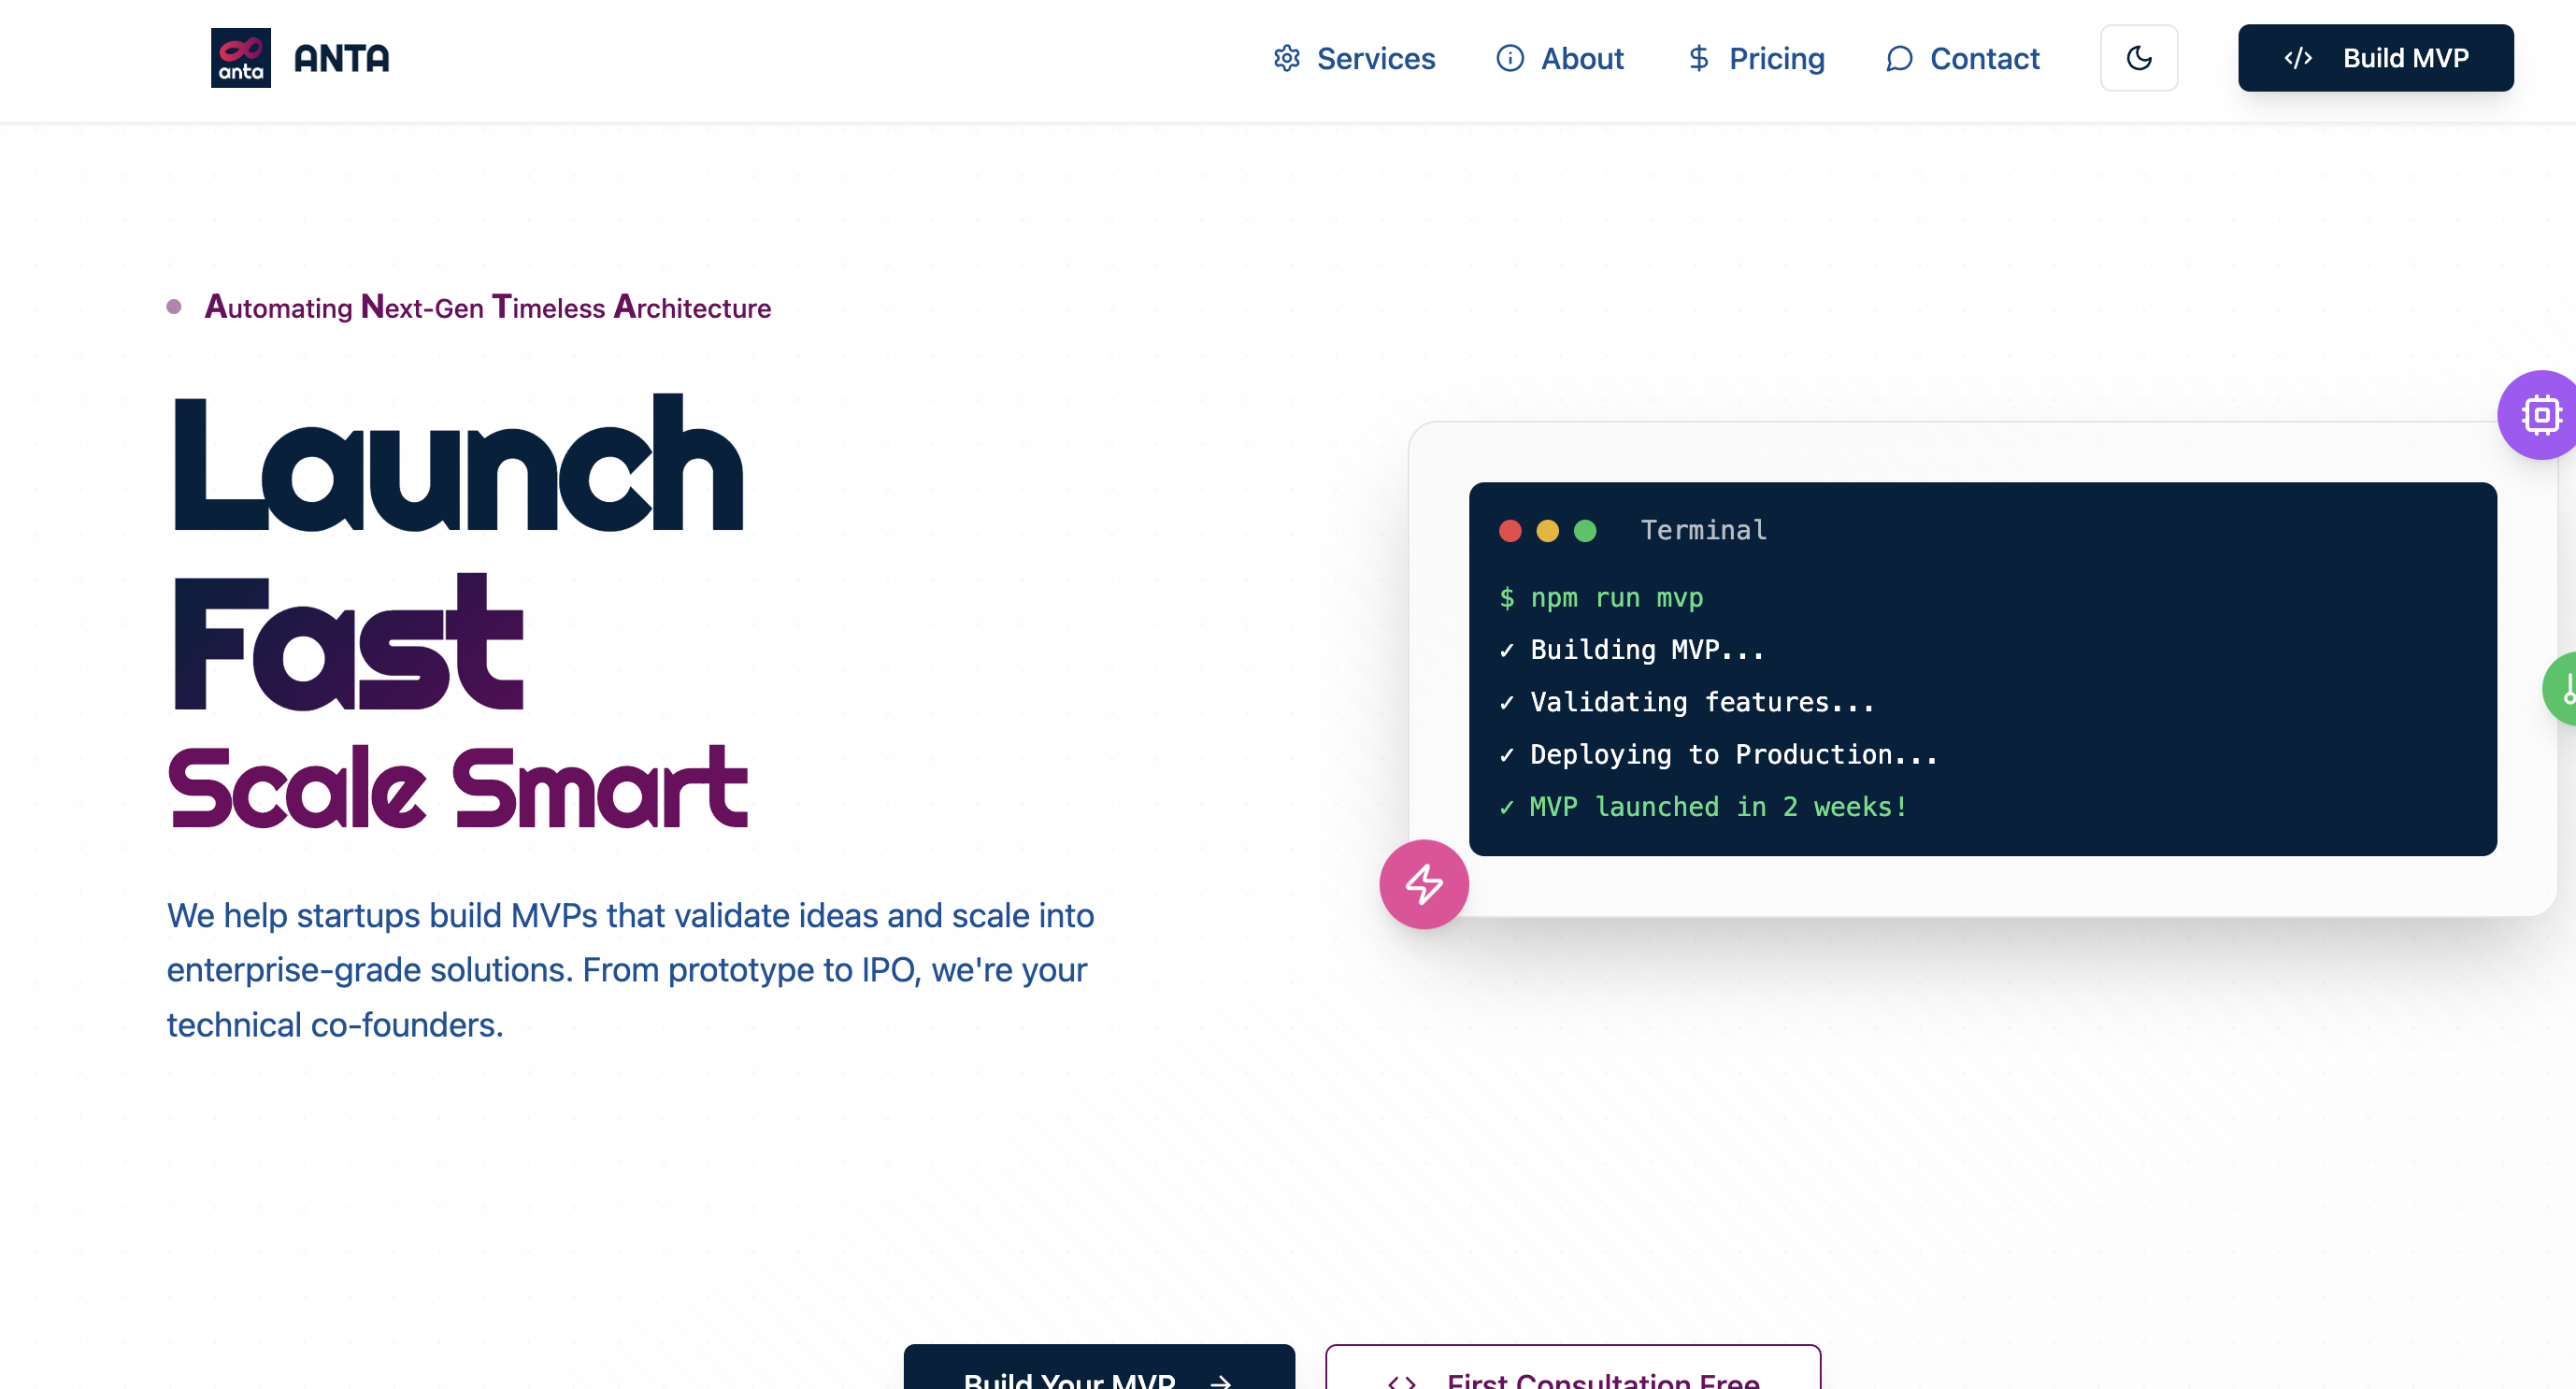 anta
ANTA
Services
About
Pricing
Contact
</> Build MVP
Automating Next-Gen Timeless Architecture
Launch
Fast
Scale Smart
We help startups build MVPs that validate ideas and scale into
enterprise-grade solutions. From prototype to IPO, we're your
technical co-founders.
Terminal
$ npm run mvp
✓ Building MVP...
✓ Validating features...
✓ Deploying to Production...
✓ MVP launched in 2 weeks!
Build Your MVP →
<> First Consultation Free